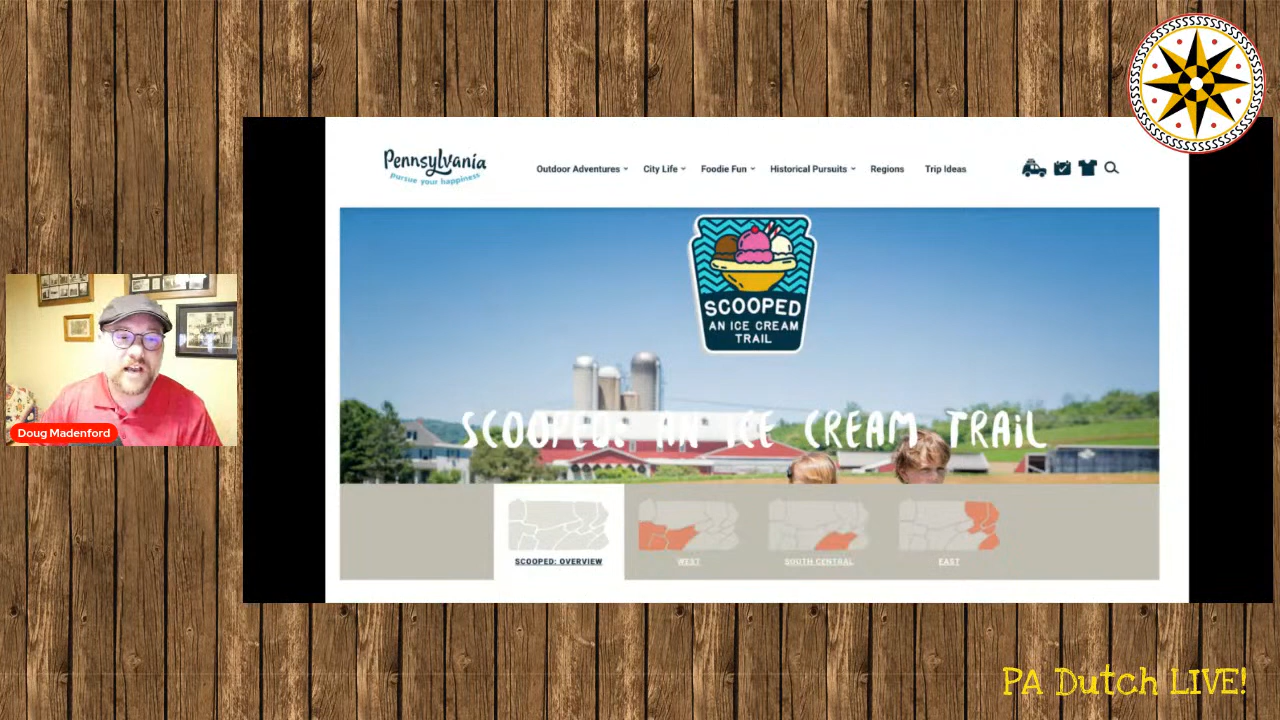 Pennsylvania
pursue your happiness
Outdoor Adventures City Life Foodie Fun Historical Pursuits Regions Trip Ideas
SCOOPED
AN ICE CREAM
TRAIL
SCOOPED: AN ICE CREAM TRAIL
SCOOPED: OVERVIEW WEST SOUTH CENTRAL EAST
Doug Madenford
PA Dutch LIVE!